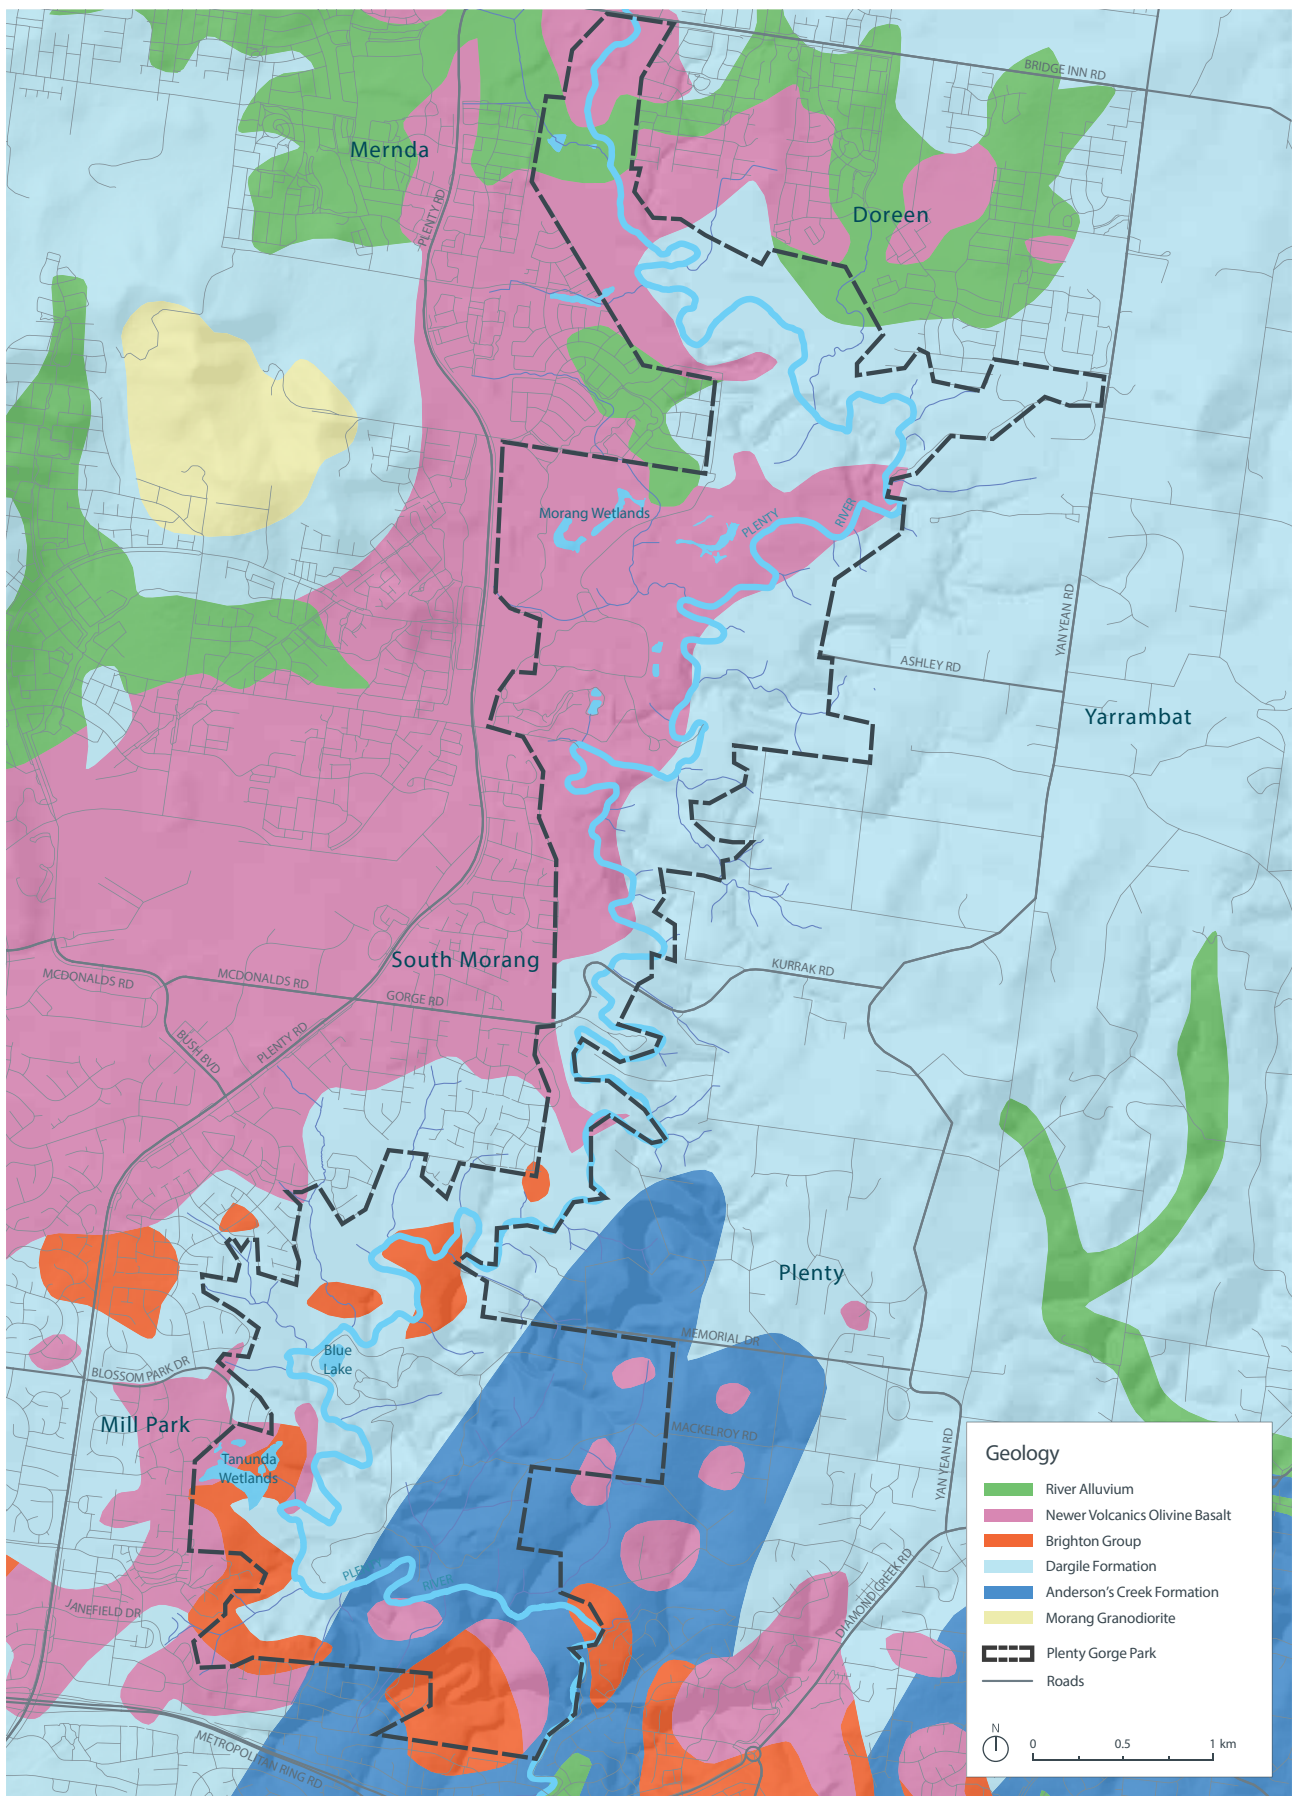 BRIDGE INN RD
Mernda
PLENTY RD
Doreen
Morang Wetlands
PLENTY
RIVER
YAN YEAN RD
ASHLEY RD
Yarrambat
South Morang
MCDONALDS RD
MCDONALDS RD
GORGE RD
KURRAK RD
BUSH BVD
PLENTY RD
Plenty
MEMORIAL DR
Blue
Lake
BLOSSOM PARK DR
Mill Park
MACKELROY RD
Tanunda
Wetlands
YAN YEAN RD
RIVER
JANEFIELD DR
DIAMOND CREEK RD
METROPOLITAN RING RD
Geology
River Alluvium
Newer Volcanics Olivine Basalt
Brighton Group
Dargile Formation
Anderson's Creek Formation
Morang Granodiorite
Plenty Gorge Park
Roads
N
0
0.5
1 km